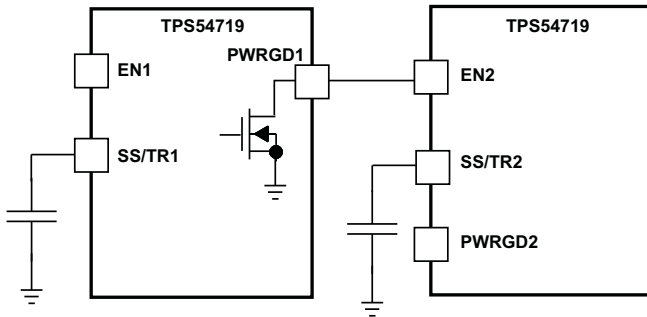 TPS54719
PWRGD1
EN1
SS/TR1
TPS54719
EN2
SS/TR2
PWRGD2